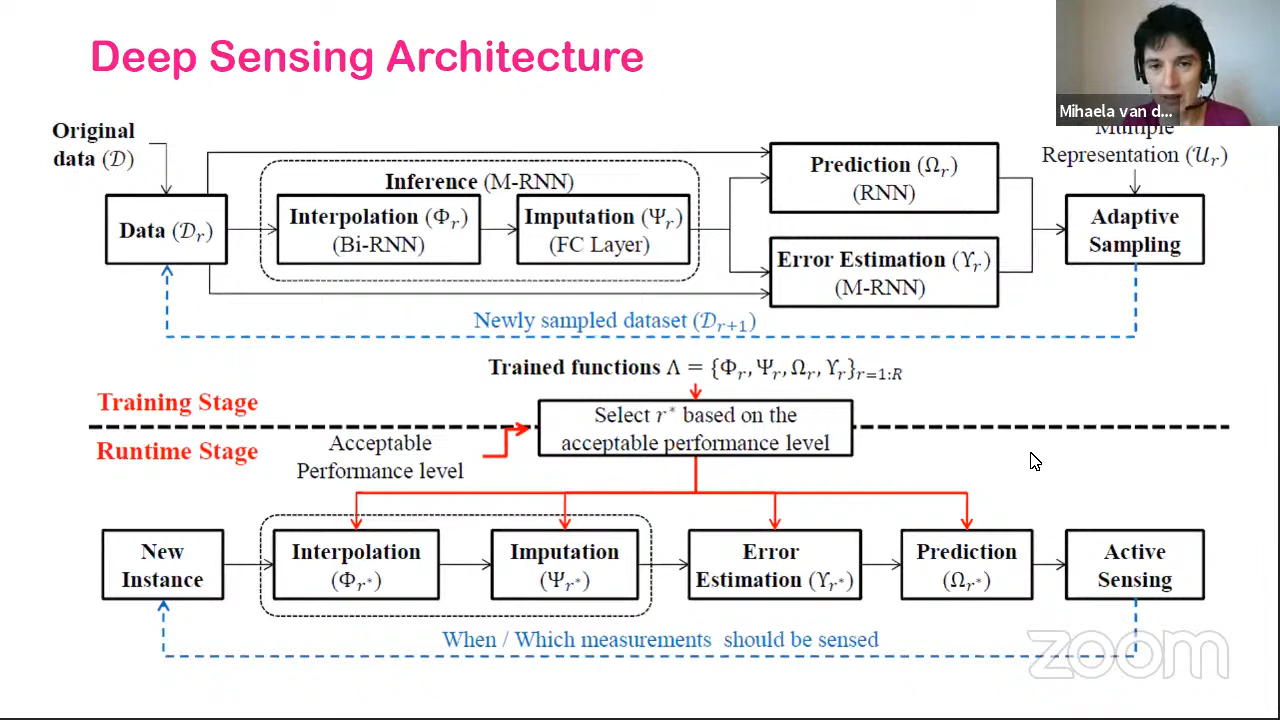 Deep Sensing Architecture
Mihaela van d...
Original
data (𝒟)
Multiple
Representation (𝒰ᵣ)
Inference (M-RNN)
Data (𝒟ᵣ)
Interpolation (Φᵣ)
(Bi-RNN)
Imputation (Ψᵣ)
(FC Layer)
Prediction (Ωᵣ)
(RNN)
Error Estimation (ϒᵣ)
(M-RNN)
Adaptive
Sampling
Newly sampled dataset (𝒟ᵣ₊₁)
Trained functions Λ = {Φᵣ, Ψᵣ, Ωᵣ, ϒᵣ}ᵣ₌₁:R
Training Stage
Select r* based on the
acceptable performance level
Runtime Stage
Acceptable
Performance level
New
Instance
Interpolation
(Φᵣ*)
Imputation
(Ψᵣ*)
Error
Estimation (ϒᵣ*)
Prediction
(Ωᵣ*)
Active
Sensing
When / Which measurements should be sensed
zoom